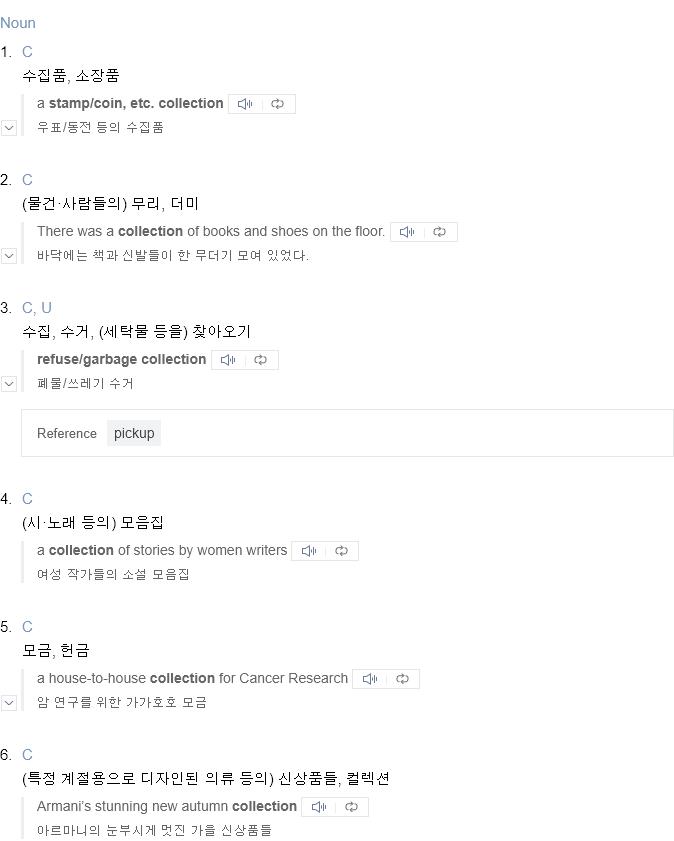 Noun
1. C
수집품, 소장품
a stamp/coin, etc. collection
우표/동전 등의 수집품
2. C
(물건·사람들의) 무리, 더미
There was a collection of books and shoes on the floor.
바닥에는 책과 신발들이 한 무더기 모여 있었다.
3. C, U
수집, 수거, (세탁물 등을) 찾아오기
refuse/garbage collection
폐물/쓰레기 수거
Reference pickup
4. C
(시·노래 등의) 모음집
a collection of stories by women writers
여성 작가들의 소설 모음집
5. C
모금, 헌금
a house-to-house collection for Cancer Research
암 연구를 위한 가가호호 모금
6. C
(특정 계절용으로 디자인된 의류 등의) 신상품들, 컬렉션
Armani's stunning new autumn collection
아르마니의 눈부시게 멋진 가을 신상품들